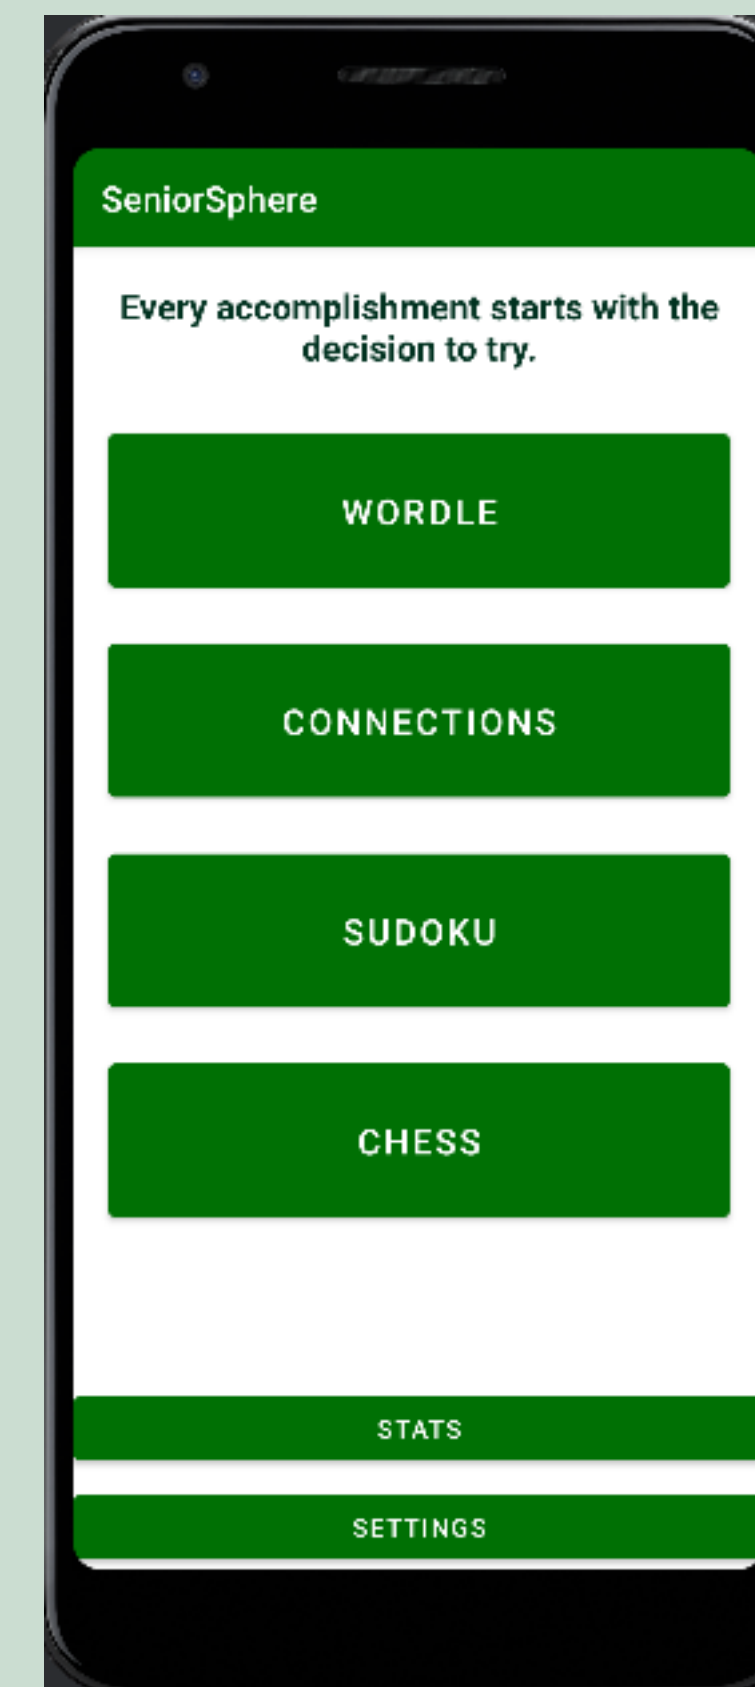 SeniorSphere
Every accomplishment starts with the
decision to try.
WORDLE
CONNECTIONS
SUDOKU
CHESS
STATS
SETTINGS